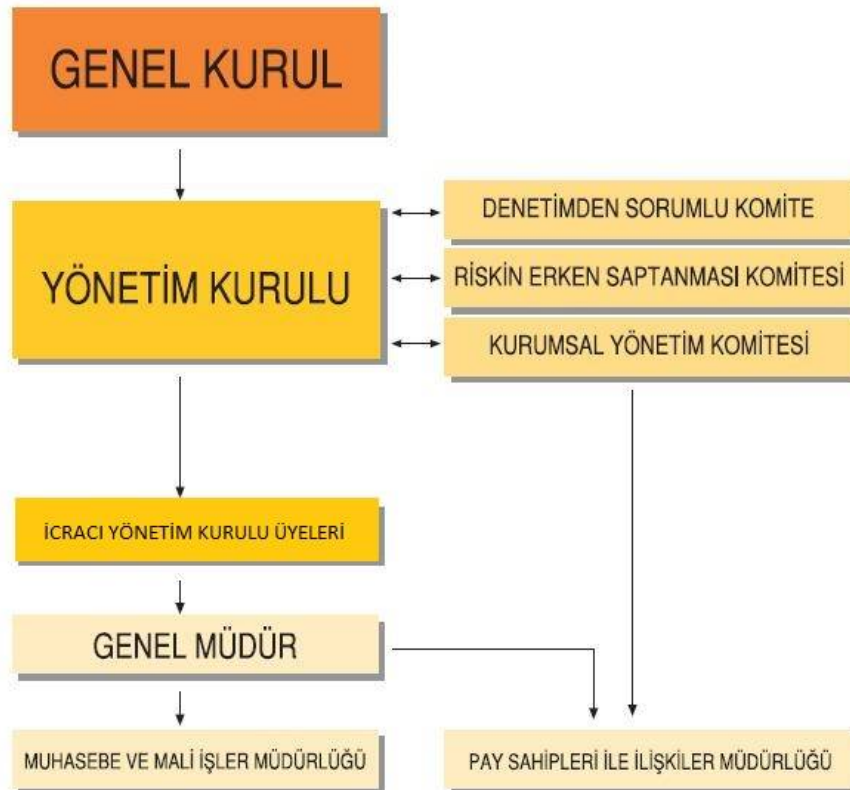 GENEL KURUL
YÖNETİM KURULU
DENETİMDEN SORUMLU KOMİTE
RİSKİN ERKEN SAPTANMASI KOMİTESİ
KURUMSAL YÖNETİM KOMİTESİ
İCRACI YÖNETİM KURULU ÜYELERİ
GENEL MÜDÜR
MUHASEBE VE MALİ İŞLER MÜDÜRLÜĞÜ
PAY SAHİPLERİ İLE İLİŞKİLER MÜDÜRLÜĞÜ